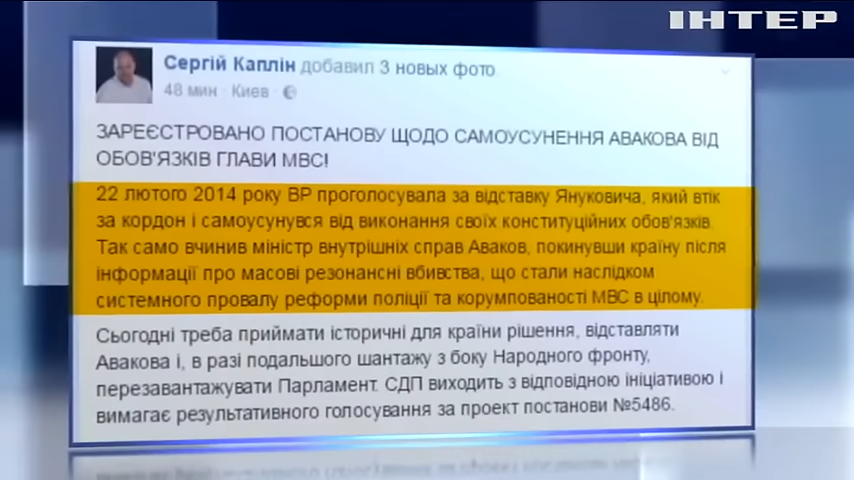 ІНТЕР
Сергій Каплін добавил 3 новых фото
48 мин · Киев ·
ЗАРЕЄСТРОВАНО ПОСТАНОВУ ЩОДО САМОУСУНЕННЯ АВАКОВА ВІД
ОБОВ'ЯЗКІВ ГЛАВИ МВС!
22 лютого 2014 року ВР проголосувала за відставку Януковича, який втік
за кордон і самоусунувся від виконання своїх конституційних обов'язків.
Так само вчинив міністр внутрішніх справ Аваков, покинувши країну після
інформації про масові резонансні вбивства, що стали наслідком
системного провалу реформи поліції та корумпованості МВС в цілому.
Сьогодні треба приймати історичні для країни рішення, відставляти
Авакова і, в разі подальшого шантажу з боку Народного фронту,
перезавантажувати Парламент. СДП виходить з відповідною ініціативою і
вимагає результативного голосування за проект постанови №5486.